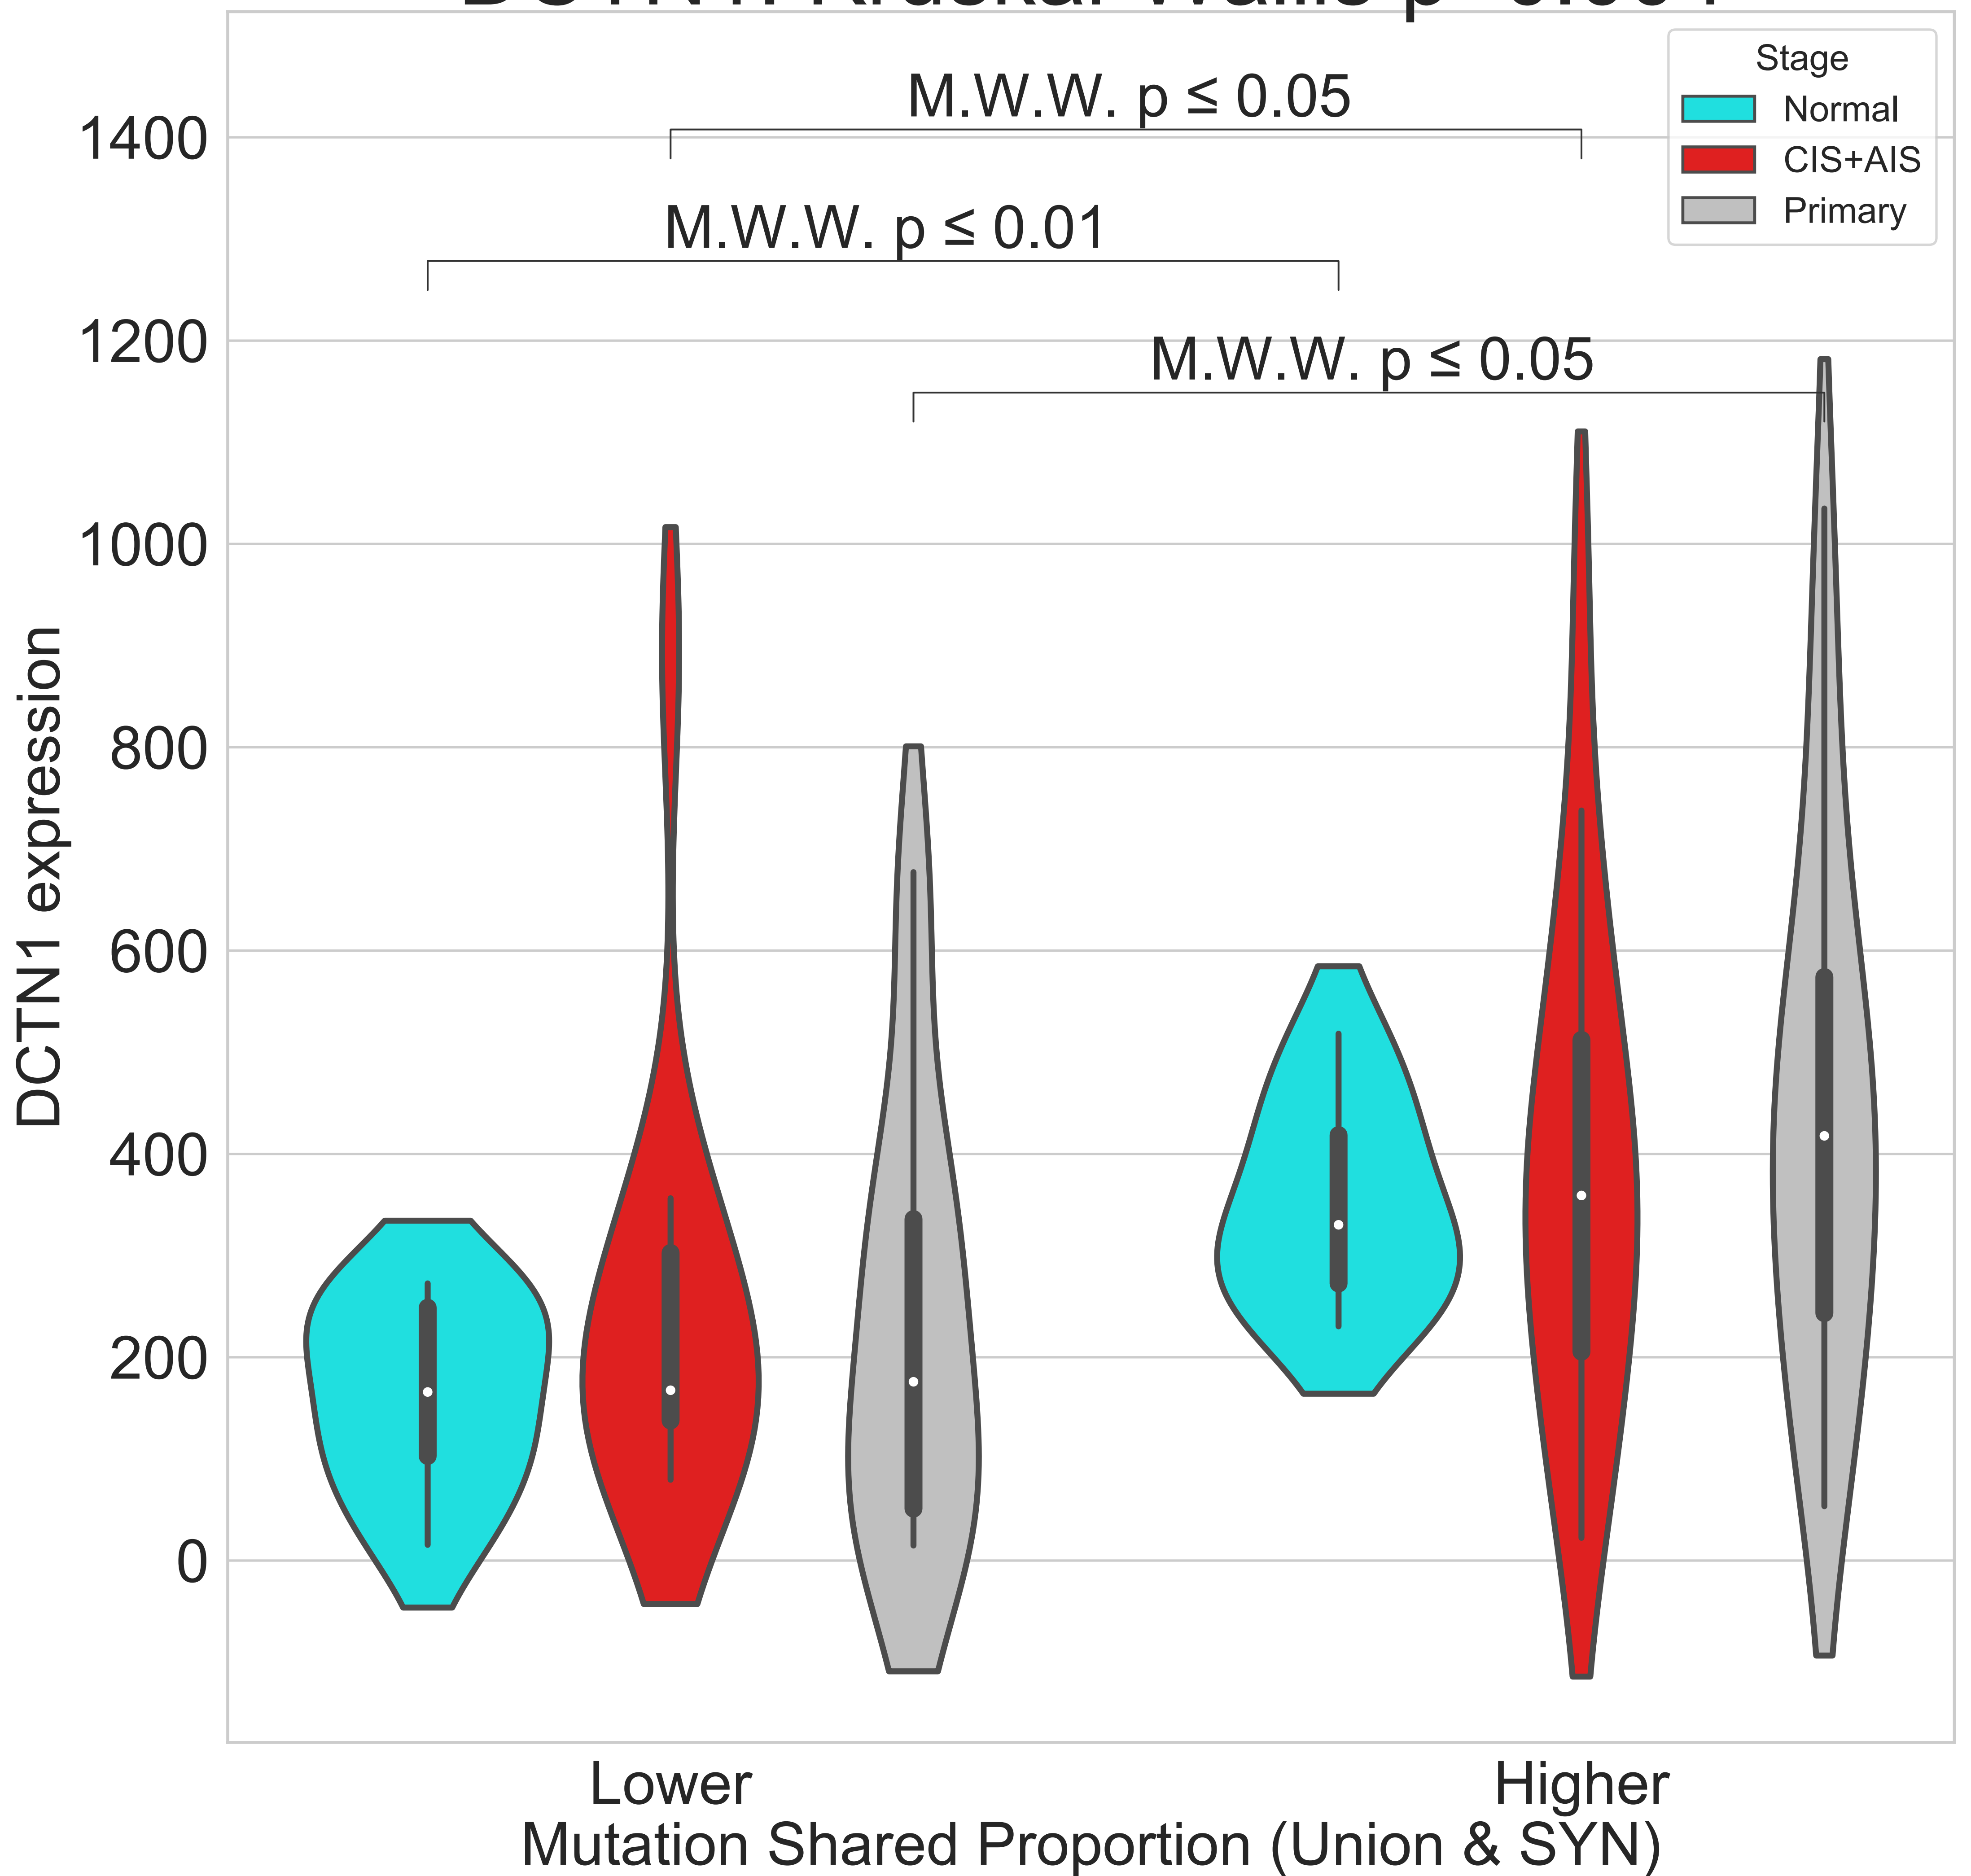 Stage
Normal
CIS+AIS
Primary
M.W.W. p ≤ 0.05
M.W.W. p ≤ 0.01
M.W.W. p ≤ 0.05
1400
1200
1000
800
600
400
200
0
DCTN1 expression
Lower
Higher
Mutation Shared Proportion (Union & SYN)